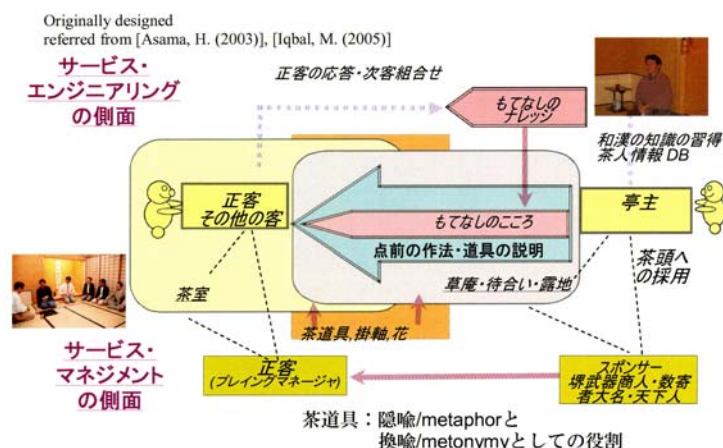 Originally designed
referred from [Asama, H. (2003)], [Iqbal, M. (2005)]
サービス・
エンジニアリング
の側面
正客の応答・次客組合せ
もてなしの
ナレッジ
和漢の知識の習得
茶人情報 DB
正客
その他の客
もてなしのこころ
亭主
点前の作法・道具の説明
茶頭へ
の採用
草庵・待合い・露地
茶室
茶道具,掛軸,花
サービス・
マネジメント
の側面
正客
(プレイングマネージャ)
スポンサー
堺武器商人・数寄
者大名・天下人
茶道具：隠喩/metaphorと
換喩/metonymyとしての役割